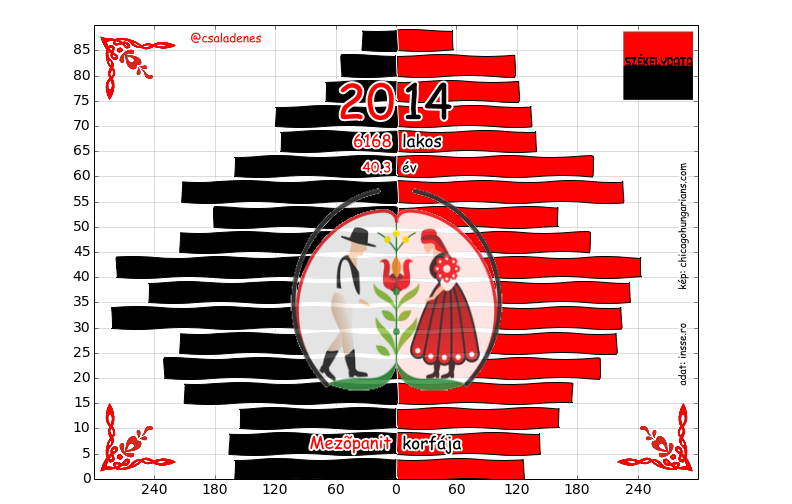 @csaladenes
SZÉKELYDATA
2014
6168 lakos
40.3 év
kép: chicagohungarians.com
adat: insse.ro
Mezõpanit korfája
85
80
75
70
65
60
55
50
45
40
35
30
25
20
15
10
5
0
240 180 120 60 0 60 120 180 240